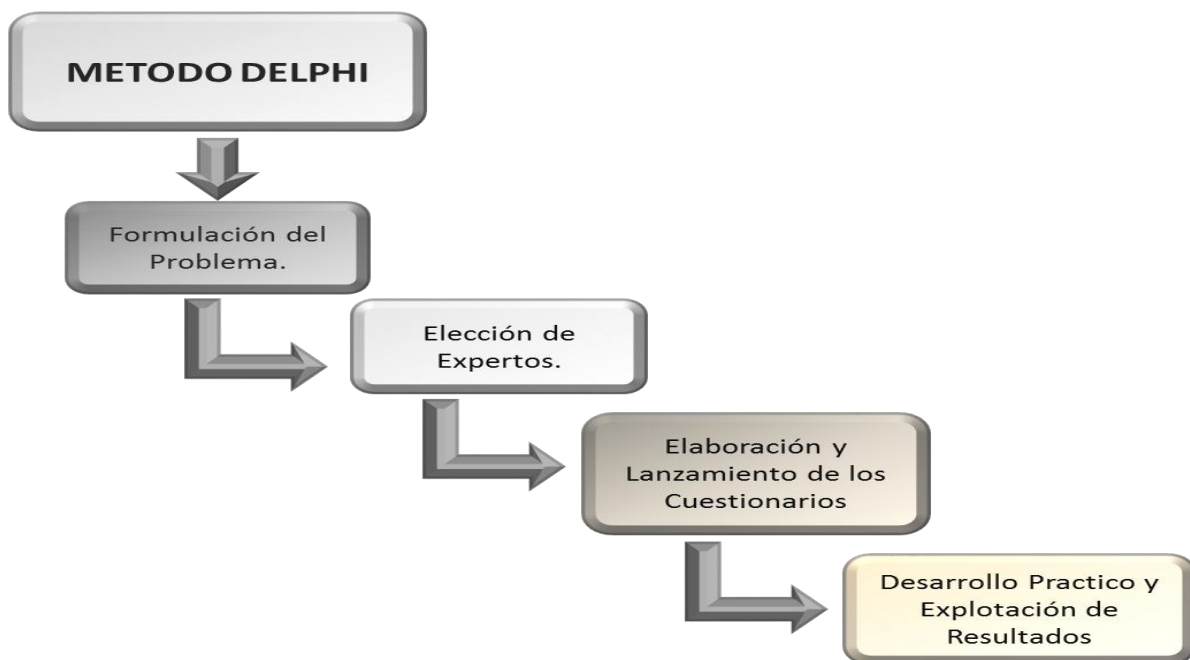 METODO DELPHI
Formulación del
Problema.
Elección de
Expertos.
Elaboración y
Lanzamiento de los
Cuestionarios
Desarrollo Practico y
Explotación de
Resultados